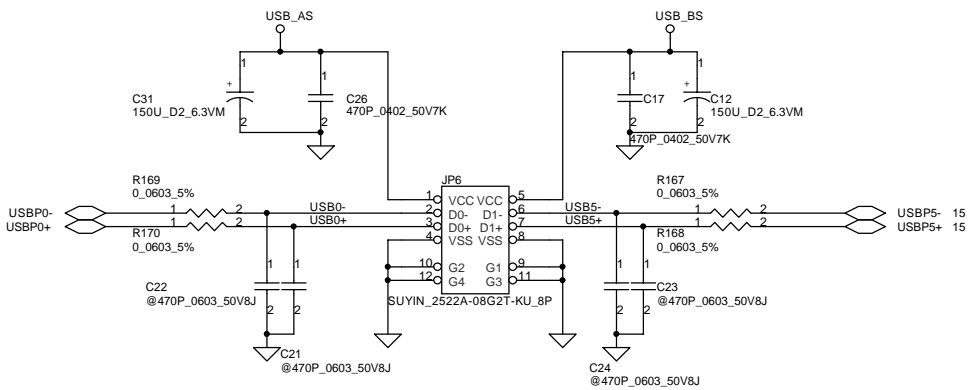 USB_AS
USB_BS
1
1
1
1
+
+
C31
150U_D2_6.3VM
C26
470P_0402_50V7K
C17
470P_0402_50V7K
C12
150U_D2_6.3VM
2
2
2
2
JP6
R169
0_0603_5%
R167
0_0603_5%
1 VCC VCC 5
USBP0- 1 2 USB0- 2 D0- D1- 6 USB5- 1 2 USBP5- 15
USBP0+ 1 2 USB0+ 3 D0+ D1+ 7 USB5+ 1 2 USBP5+ 15
4 VSS VSS 8
R170
0_0603_5%
R168
0_0603_5%
10 G2 G1 9
12 G4 G3 11
SUYIN_2522A-08G2T-KU_8P
1
1
1
1
C22
@470P_0603_50V8J
C23
@470P_0603_50V8J
2
2
2
2
C21
@470P_0603_50V8J
C24
@470P_0603_50V8J